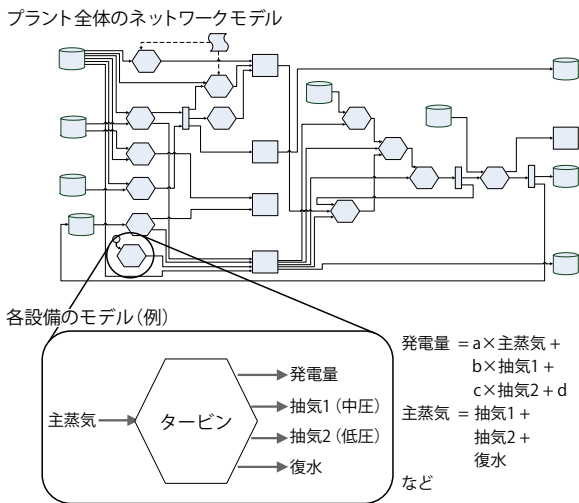 プラント全体のネットワークモデル
各設備のモデル（例）
主蒸気
タービン
発電量
抽気1（中圧）
抽気2（低圧）
復水
発電量 ＝a×主蒸気＋
b×抽気1＋
c×抽気2＋d
主蒸気 ＝ 抽気1＋
抽気2＋
復水
など